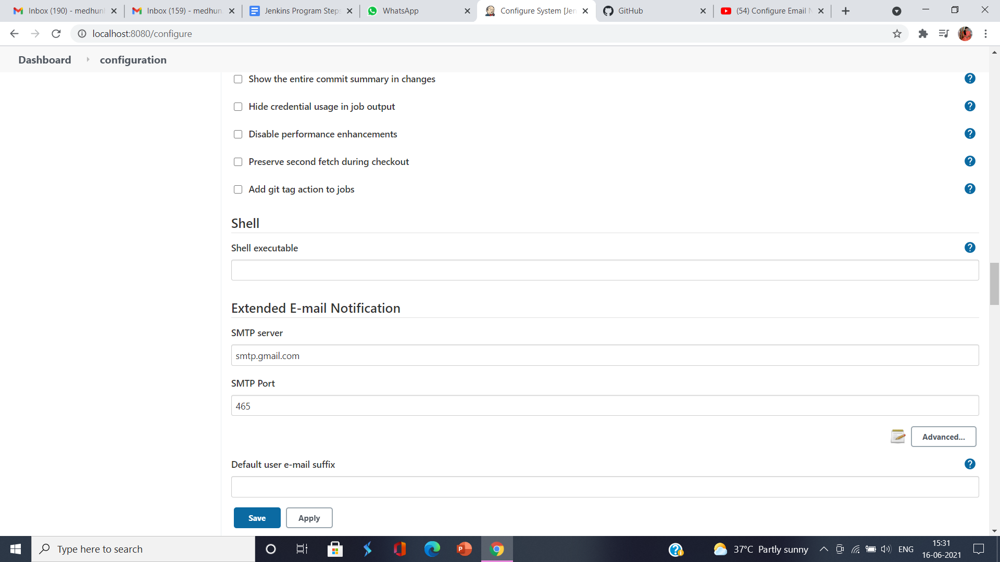 Inbox (190) - medhunl
Inbox (159) - medhun
Jenkins Program Steps
WhatsApp
Configure System [Jen
GitHub
(54) Configure Email N
localhost:8080/configure
Dashboard
configuration
Show the entire commit summary in changes
Hide credential usage in job output
Disable performance enhancements
Preserve second fetch during checkout
Add git tag action to jobs
Shell
Shell executable
Extended E-mail Notification
SMTP server
smtp.gmail.com
SMTP Port
465
Advanced...
Default user e-mail suffix
Save
Apply
Type here to search
37°C Partly sunny
ENG
15:31
16-06-2021